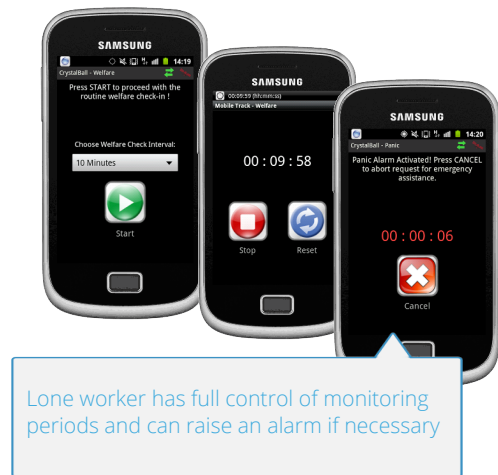 SAMSUNG
14:19
CrystalBall - Welfare
Press START to proceed with the
routine welfare check-in !
Choose Welfare Check Interval:
10 Minutes
Start
SAMSUNG
00:09:59 (hh:mm:ss)
Mobile Track - Welfare
00 : 09 : 58
Stop Reset
SAMSUNG
14:20
CrystalBall - Panic
Panic Alarm Activated! Press CANCEL
to abort request for emergency
assistance.
00 : 00 : 06
Cancel
Lone worker has full control of monitoring
periods and can raise an alarm if necessary